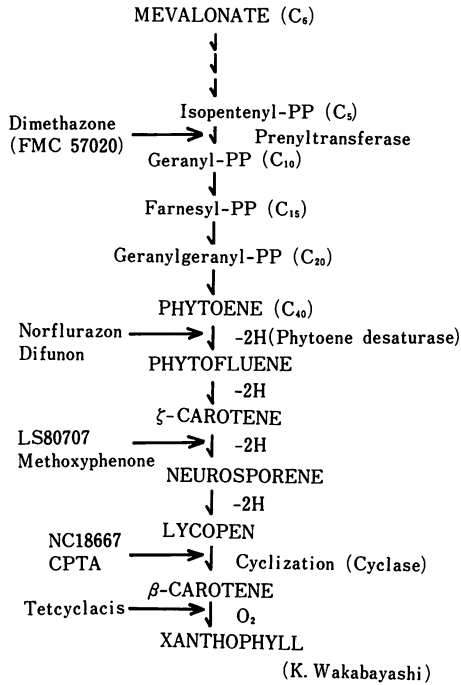 MEVALONATE (C₆)
Isopentenyl-PP (C₅)
Dimethazone
(FMC 57020)
Prenyltransferase
Geranyl-PP (C₁₀)
Farnesyl-PP (C₁₅)
Geranylgeranyl-PP (C₂₀)
PHYTOENE (C₄₀)
Norflurazon
Difunon
-2H(Phytoene desaturase)
PHYTOFLUENE
-2H
ζ-CAROTENE
LS80707
Methoxyphenone
-2H
NEUROSPORENE
-2H
LYCOPEN
NC18667
CPTA
Cyclization (Cyclase)
β-CAROTENE
Tetcyclacis
O₂
XANTHOPHYLL
(K. Wakabayashi)